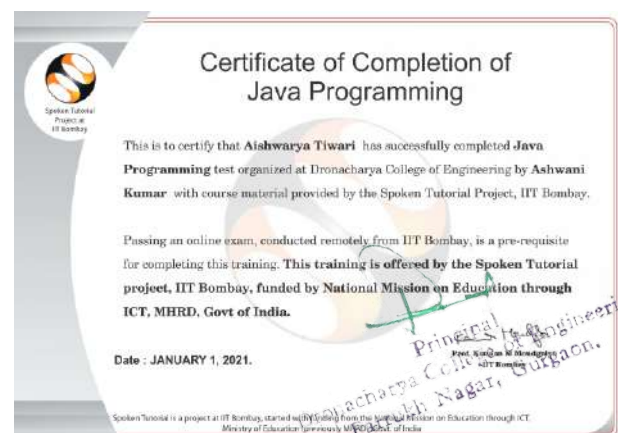 Spoken Tutorial
Project at
IIT Bombay
Certificate of Completion of
Java Programming
This is to certify that Aishwarya Tiwari has successfully completed Java
Programming test organized at Dronacharya College of Engineering by Ashwani
Kumar with course material provided by the Spoken Tutorial Project, IIT Bombay.
Passing an online exam, conducted remotely from IIT Bombay, is a pre-requisite
for completing this training. This training is offered by the Spoken Tutorial
project, IIT Bombay, funded by National Mission on Education through
ICT, MHRD, Govt of India.
Date : JANUARY 1, 2021.
Prof. Kannan M Moudgalya
IIT Bombay
Principal
Dronacharya College of Engineeri
Farrukh Nagar, Gurgaon.
Spoken Tutorial is a project at IIT Bombay, started with funding from the National Mission on Education through ICT,
Ministry of Education (previously MHRD), Govt. of India